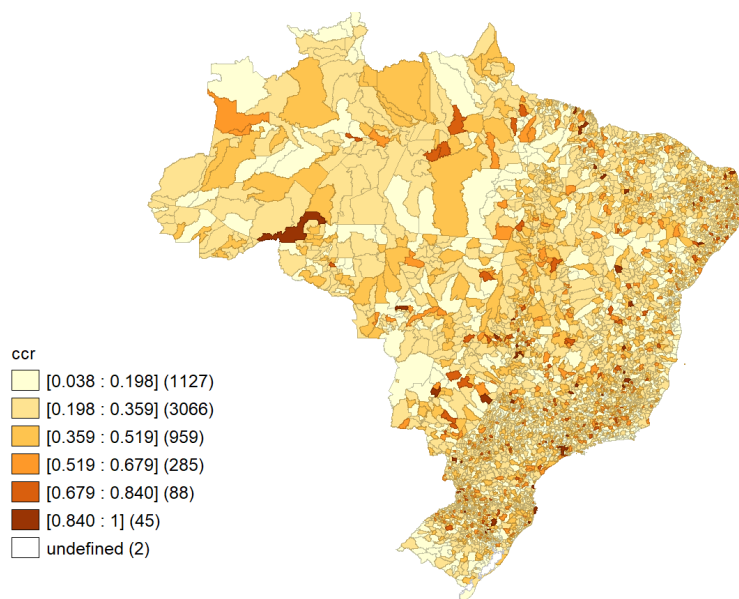 ccr
[0.038 : 0.198] (1127)
[0.198 : 0.359] (3066)
[0.359 : 0.519] (959)
[0.519 : 0.679] (285)
[0.679 : 0.840] (88)
[0.840 : 1] (45)
undefined (2)